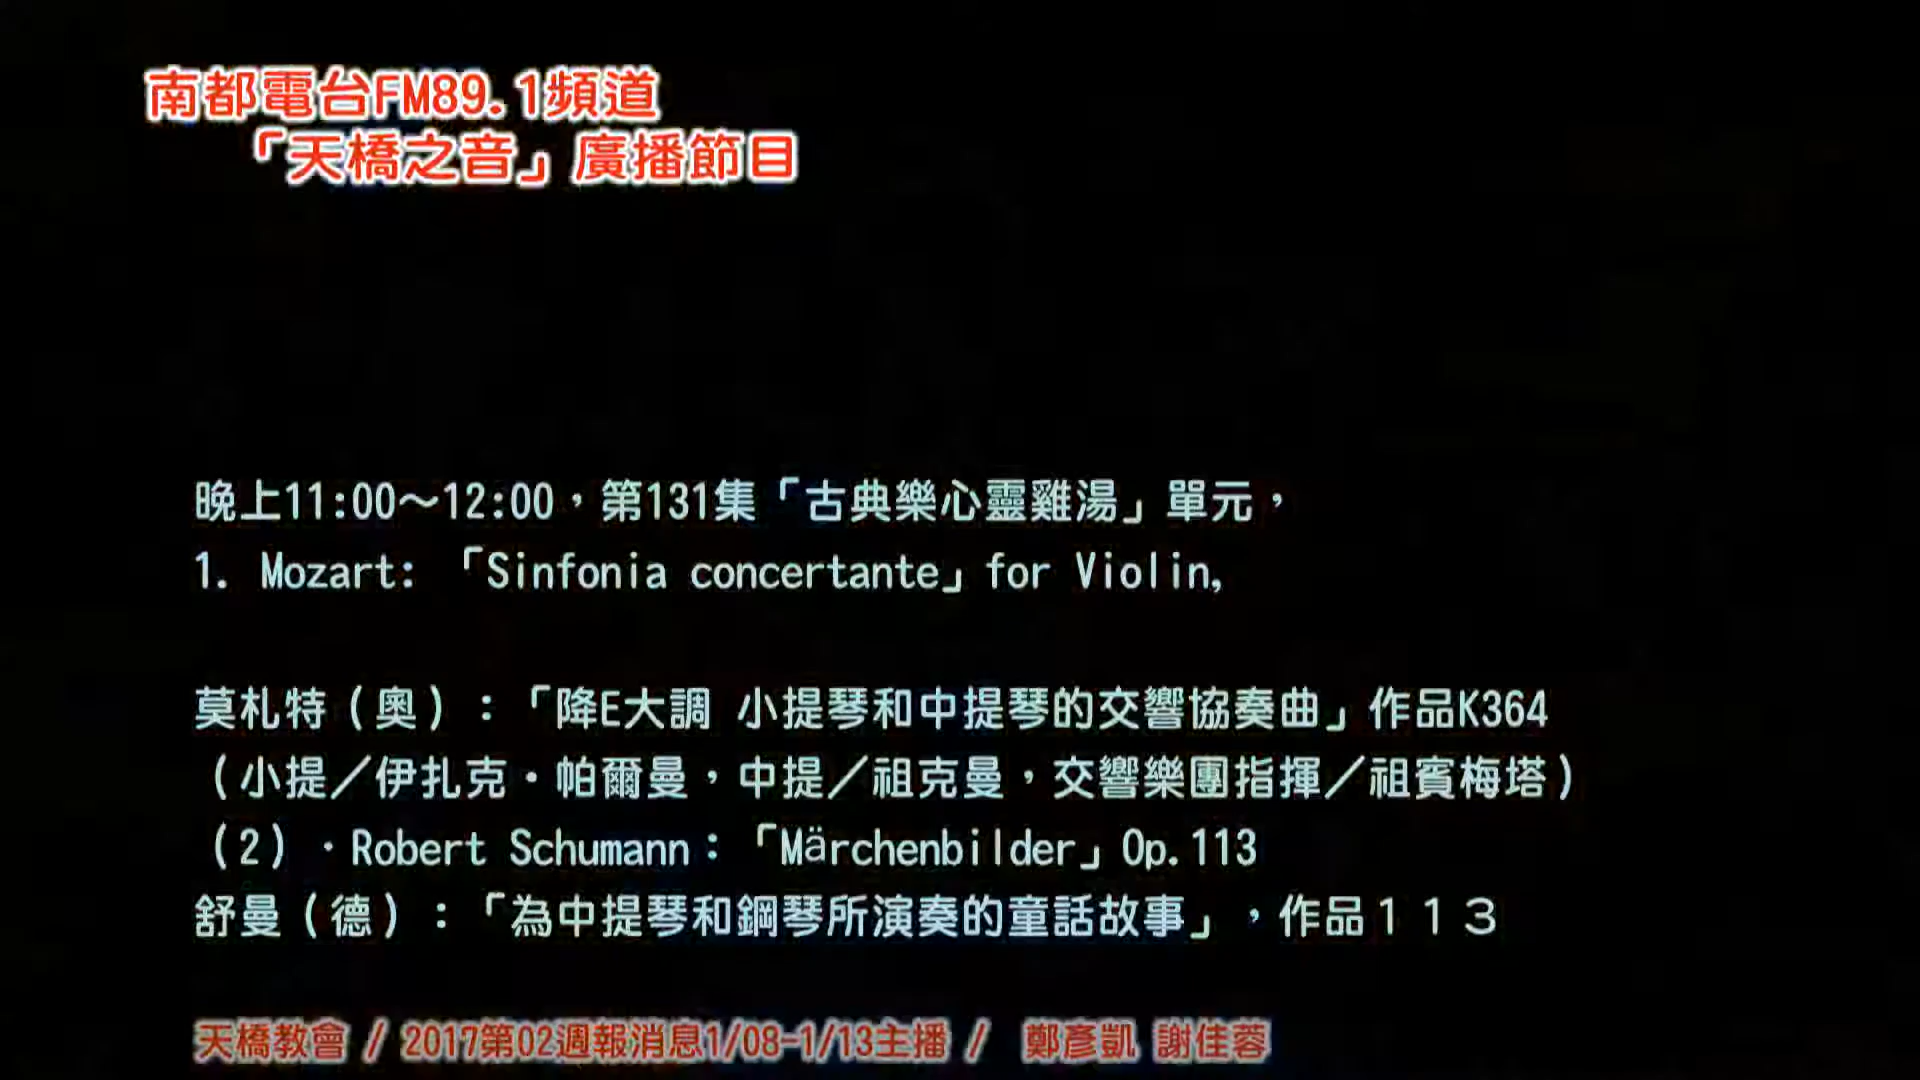 南都電台FM89.1頻道
「天橋之音」廣播節目
晚上11:00～12:00，第131集「古典樂心靈雞湯」單元，
1. Mozart: 「Sinfonia concertante」for Violin,
莫札特（奧）：「降E大調 小提琴和中提琴的交響協奏曲」作品K364
（小提／伊扎克・帕爾曼，中提／祖克曼，交響樂團指揮／祖賓梅塔）
（2）・Robert Schumann：「Märchenbilder」Op.113
舒曼（德）：「為中提琴和鋼琴所演奏的童話故事」，作品１１３
天橋教會 / 2017第02週報消息1/08-1/13主播 / 鄭彥凱 謝佳蓉